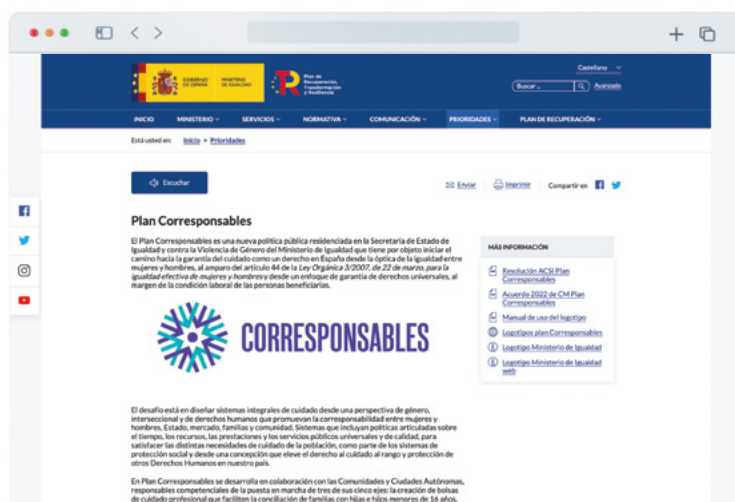 GOBIERNO DE ESPAÑA
MINISTERIO DE IGUALDAD
Plan de
Recuperación,
Transformación
y Resiliencia
Castellano
Buscar...
Avanzado
INICIO MINISTERIO SERVICIOS NORMATIVA COMUNICACIÓN PRIORIDADES PLAN DE RECUPERACIÓN
Está usted en: Inicio > Prioridades
Escuchar
Enviar Imprimir Compartir en
Plan Corresponsables
El Plan Corresponsables es una nueva política pública residenciada en la Secretaría de Estado de
Igualdad y contra la Violencia de Género del Ministerio de Igualdad que tiene por objeto iniciar el
camino hacia la garantía del cuidado como un derecho en España desde la óptica de la igualdad entre
mujeres y hombres, al amparo del artículo 44 de la Ley Orgánica 3/2007, de 22 de marzo, para la
igualdad efectiva de mujeres y hombres y desde un enfoque de garantía de derechos universales, al
margen de la condición laboral de las personas beneficiarias.
CORRESPONSABLES
El desafío está en diseñar sistemas integrales de cuidado desde una perspectiva de género,
interseccional y de derechos humanos que promuevan la corresponsabilidad entre mujeres y
hombres, Estado, mercado, familias y comunidad. Sistemas que incluyan políticas articuladas sobre
el tiempo, los recursos, las prestaciones y los servicios públicos universales y de calidad, para
satisfacer las distintas necesidades de cuidado de la población, como parte de los sistemas de
protección social y desde una concepción que eleve el derecho al cuidado al rango y protección de
otros Derechos Humanos en nuestro país.
En Plan Corresponsables se desarrolla en colaboración con las Comunidades y Ciudades Autónomas,
responsables competenciales de la puesta en marcha de tres de sus cinco ejes: la creación de bolsas
de cuidado profesional que faciliten la conciliación de familias con hijas e hijos menores de 16 años,
MÁS INFORMACIÓN
Resolución ACSI Plan
Corresponsables
Acuerdo 2022 de CM Plan
Corresponsables
Manual de uso del logotipo
Logotipos plan Corresponsables
Logotipo Ministerio de Igualdad
Logotipo Ministerio de Igualdad
web